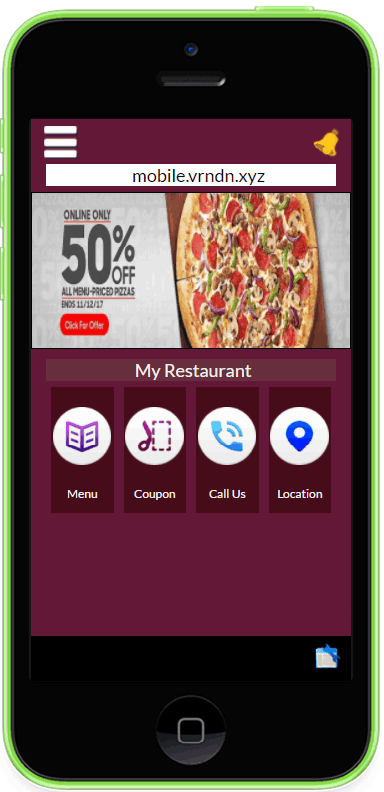 mobile.vrndn.xyz
ONLINE ONLY
50% OFF
ALL MENU-PRICED PIZZAS
ENDS 11/12/17
Click For Offer
My Restaurant
Menu
Coupon
Call Us
Location